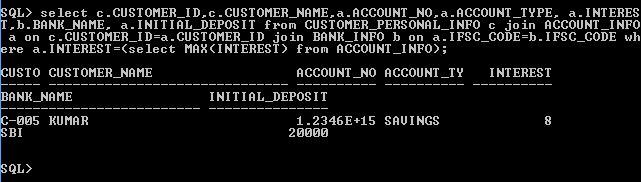 SQL> select c.CUSTOMER_ID,c.CUSTOMER_NAME,a.ACCOUNT_NO,a.ACCOUNT_TYPE, a.INTERES
T,b.BANK_NAME, a.INITIAL_DEPOSIT from CUSTOMER_PERSONAL_INFO c join ACCOUNT_INFO
 a on c.CUSTOMER_ID=a.CUSTOMER_ID join BANK_INFO b on a.IFSC_CODE=b.IFSC_CODE wh
ere a.INTEREST=(select MAX(INTEREST) from ACCOUNT_INFO);
CUSTO CUSTOMER_NAME ACCOUNT_NO ACCOUNT_TY INTEREST
----- ------------------------------ ---------- ---------- ----------
BANK_NAME INITIAL_DEPOSIT
------------------------- ---------------
C-005 KUMAR 1.2346E+15 SAVINGS 8
SBI 20000
SQL>